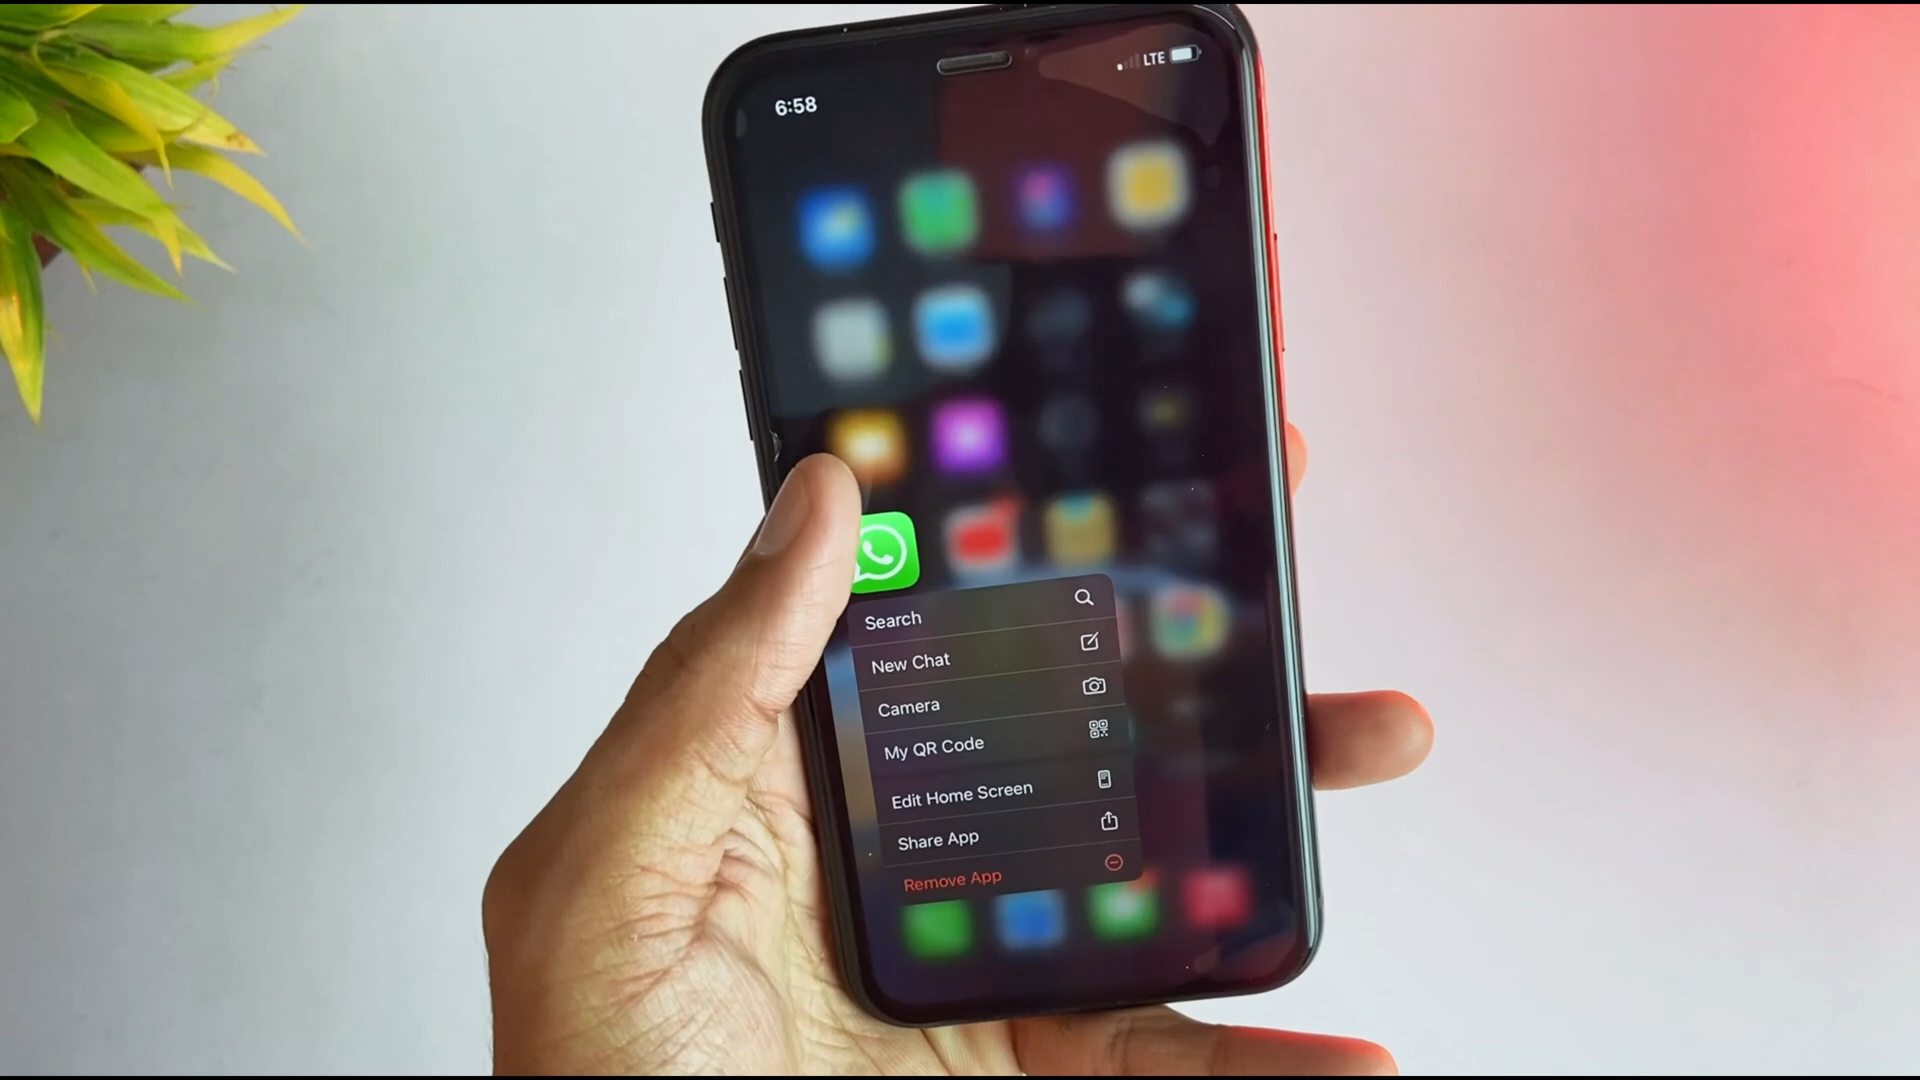 6:58
LTE
Search
New Chat
Camera
My QR Code
Edit Home Screen
Share App
Remove App